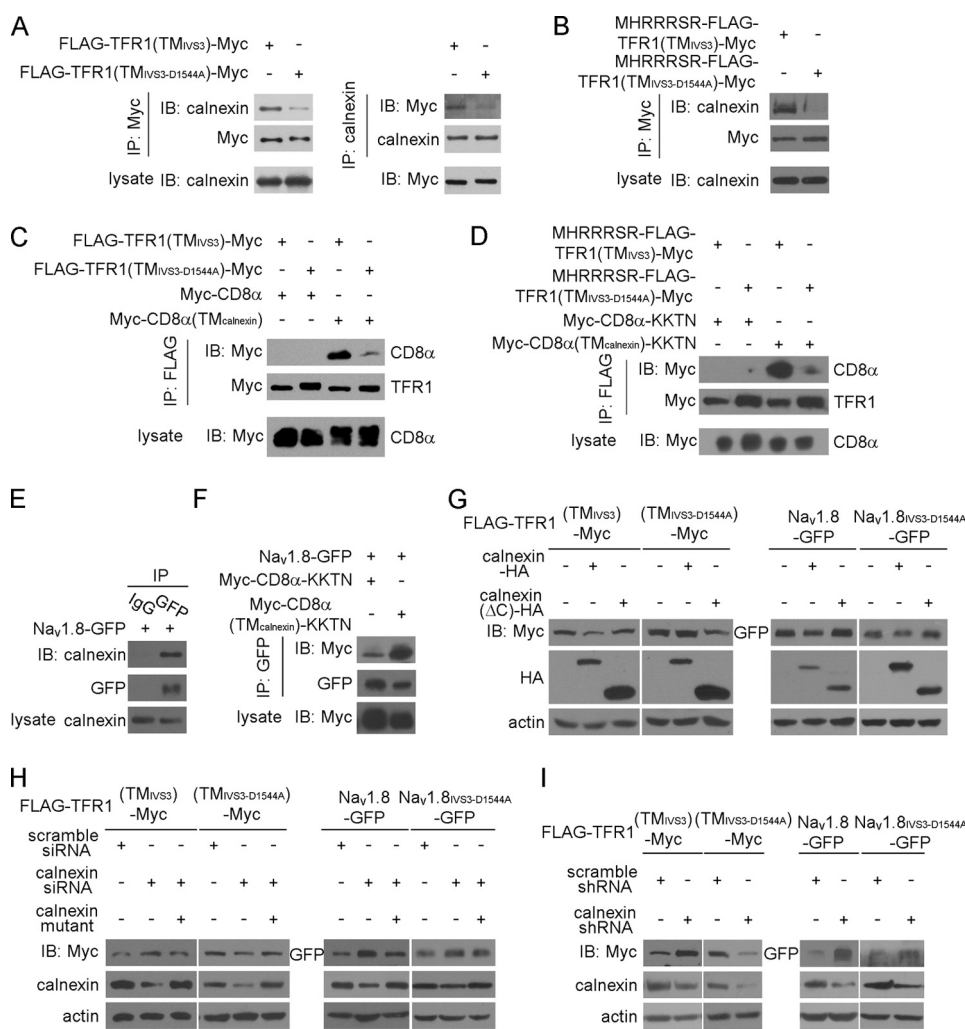 A
FLAG-TFR1(TMIVS3)-Myc + - + -
FLAG-TFR1(TMIVS3-D1544A)-Myc - + - +
IP: Myc
IB: calnexin
Myc
lysate IB: calnexin
IP: calnexin
IB: Myc
calnexin
IB: Myc
B
MHRRRSR-FLAG-
TFR1(TMIVS3)-Myc + -
MHRRRSR-FLAG-
TFR1(TMIVS3-D1544A)-Myc - +
IP: Myc
IB: calnexin
Myc
lysate IB: calnexin
C
FLAG-TFR1(TMIVS3)-Myc + - + -
FLAG-TFR1(TMIVS3-D1544A)-Myc - + - +
Myc-CD8α + + - -
Myc-CD8α(TMcalnexin) - - + +
IP: FLAG
IB: Myc CD8α
Myc TFR1
lysate IB: Myc CD8α
D
MHRRRSR-FLAG-
TFR1(TMIVS3)-Myc + - + -
MHRRRSR-FLAG-
TFR1(TMIVS3-D1544A)-Myc - + - +
Myc-CD8α-KKTN + + - -
Myc-CD8α(TMcalnexin)-KKTN - - + +
IP: FLAG
IB: Myc CD8α
Myc TFR1
lysate IB: Myc CD8α
E
IP
IgG GFP
Nav1.8-GFP + +
IB: calnexin
GFP
lysate calnexin
F
Nav1.8-GFP + +
Myc-CD8α-KKTN + -
Myc-CD8α
(TMcalnexin)-KKTN - +
IP: GFP
IB: Myc
GFP
lysate IB: Myc
G
FLAG-TFR1 (TMIVS3) -Myc (TMIVS3-D1544A) -Myc Nav1.8 -GFP Nav1.8IVS3-D1544A -GFP
calnexin
-HA - + - - + - - + - - + -
calnexin
(ΔC)-HA - - + - - + - - + - - +
IB: Myc GFP
HA
actin
H
FLAG-TFR1 (TMIVS3) -Myc (TMIVS3-D1544A) -Myc Nav1.8 -GFP Nav1.8IVS3-D1544A -GFP
scramble
siRNA + - - + - - + - - + - -
calnexin
siRNA - + + - + + - + + - + +
calnexin
mutant - - + - - + - - + - - +
IB: Myc GFP
calnexin
actin
I
FLAG-TFR1 (TMIVS3) -Myc (TMIVS3-D1544A) -Myc Nav1.8 -GFP Nav1.8IVS3-D1544A -GFP
scramble
shRNA + - + - + - + -
calnexin
shRNA - + - + - + - +
IB: Myc GFP
calnexin
actin